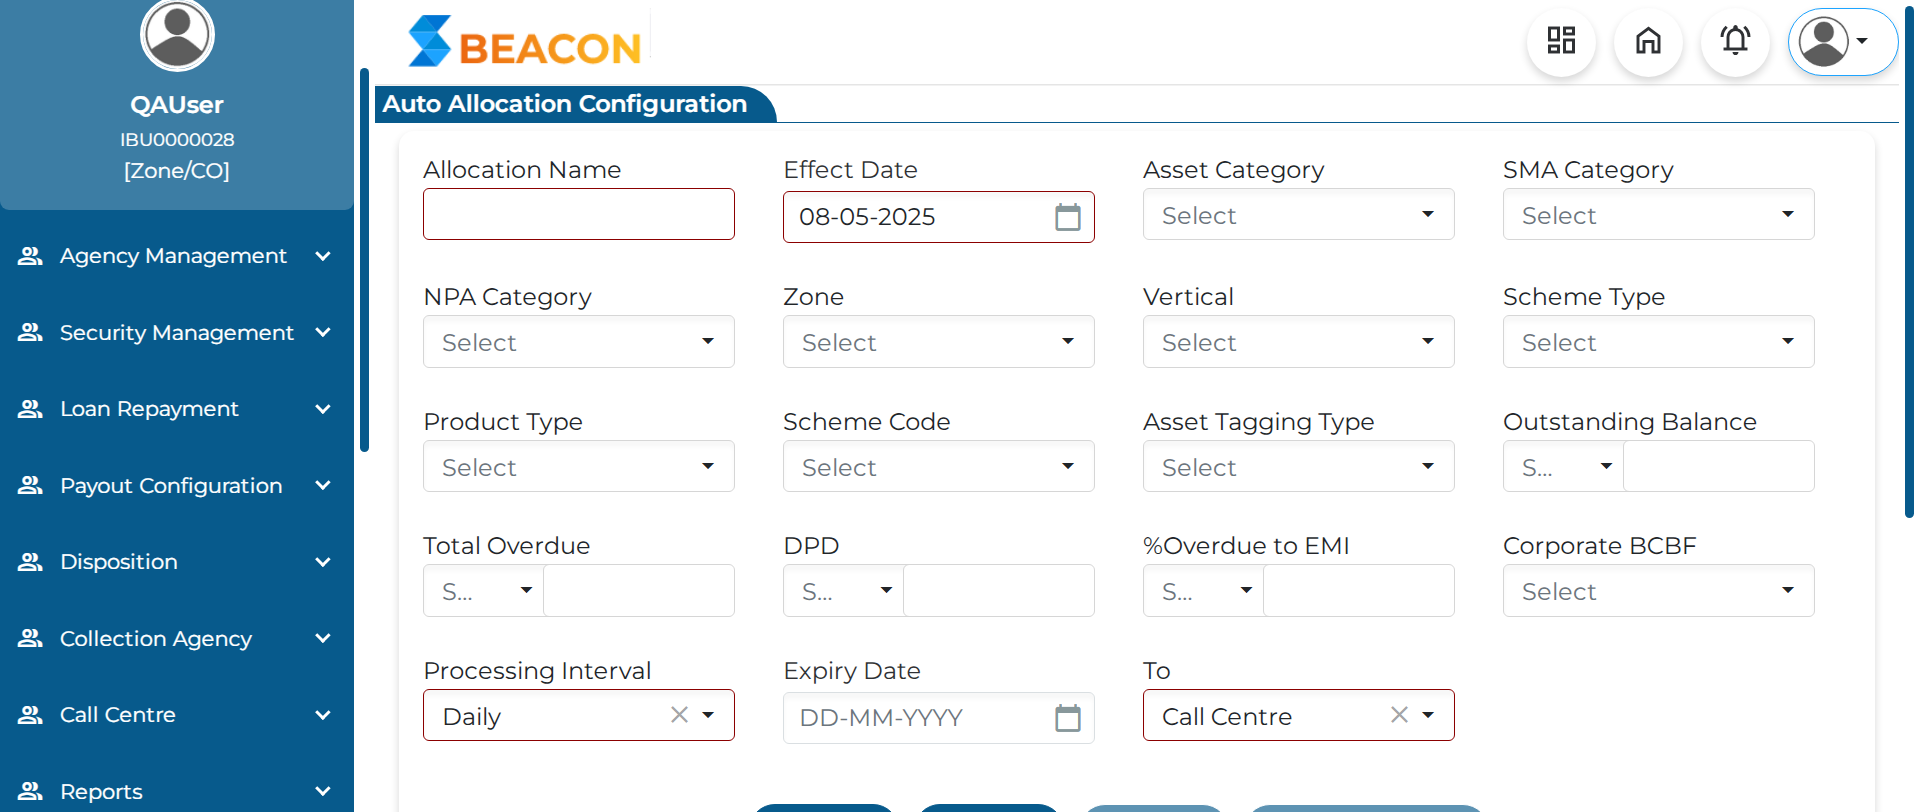 QAUser
IBU0000028
[Zone/CO]
Agency Management
Security Management
Loan Repayment
Payout Configuration
Disposition
Collection Agency
Call Centre
Reports
BEACON
Auto Allocation Configuration
Allocation Name
Effect Date
Asset Category
SMA Category
08-05-2025
Select
Select
NPA Category
Zone
Vertical
Scheme Type
Select
Select
Select
Select
Product Type
Scheme Code
Asset Tagging Type
Outstanding Balance
Select
Select
Select
S...
Total Overdue
DPD
%Overdue to EMI
Corporate BCBF
S...
S...
S...
Select
Processing Interval
Expiry Date
To
Daily
DD-MM-YYYY
Call Centre